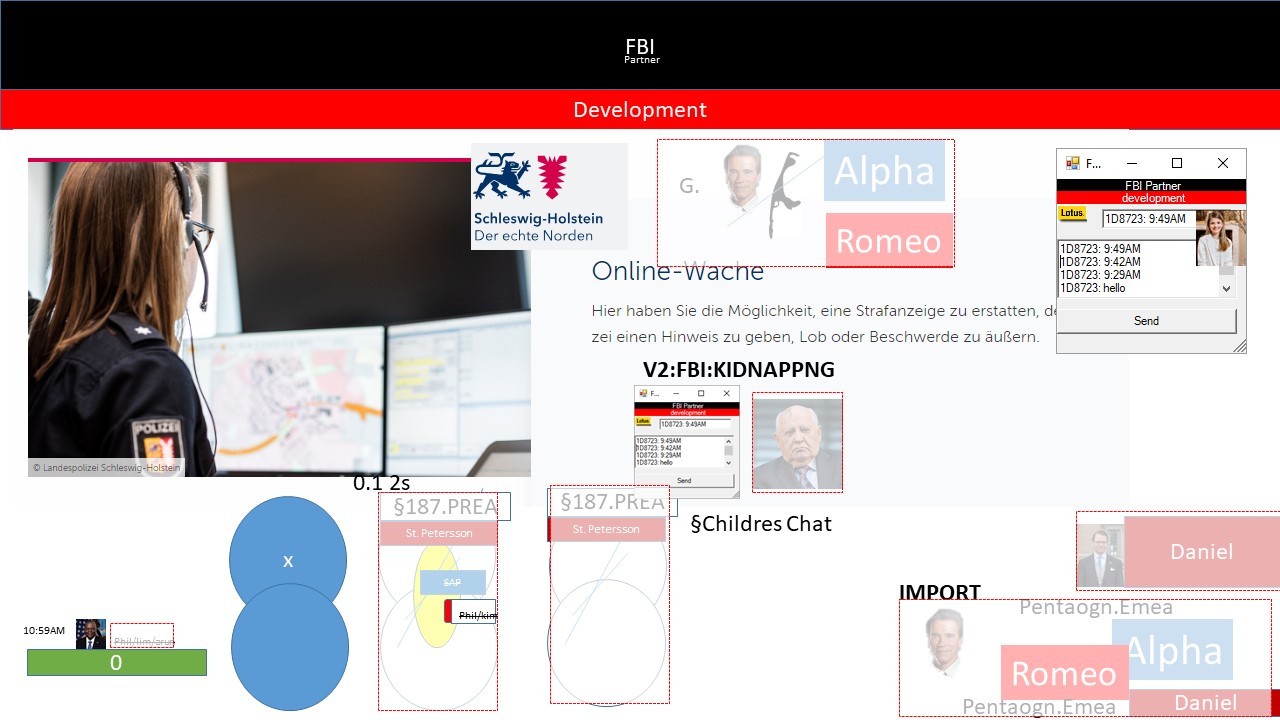 FBI
Partner
Development
Schleswig-Holstein
Der echte Norden
G.
Alpha
Romeo
F...
FBI Partner
development
Lotus.
1D8723: 9:49AM
1D8723: 9:49AM
1D8723: 9:42AM
1D8723: 9:29AM
1D8723: hello
Send
Online-Wache
Hier haben Sie die Möglichkeit, eine Strafanzeige zu erstatten, de
zei einen Hinweis zu geben, Lob oder Beschwerde zu äußern.
V2:FBI:KIDNAPPNG
F...
FBI Partner
development
Lotus.
1D8723: 9:49AM
1D8723: 9:49AM
1D8723: 9:42AM
1D8723: 9:29AM
1D8723: hello
Send
POLIZEI
© Landespolizei Schleswig-Holstein
0.1 2s
§187.PREA
St. Petersson
SAP
Phil/kim
§187.PREA
St. Petersson
§Childres Chat
x
10:59AM
Phil/lim/arun
0
Daniel
IMPORT
Pentaogn.Emea
Alpha
Romeo
Pentaogn.Emea
Daniel